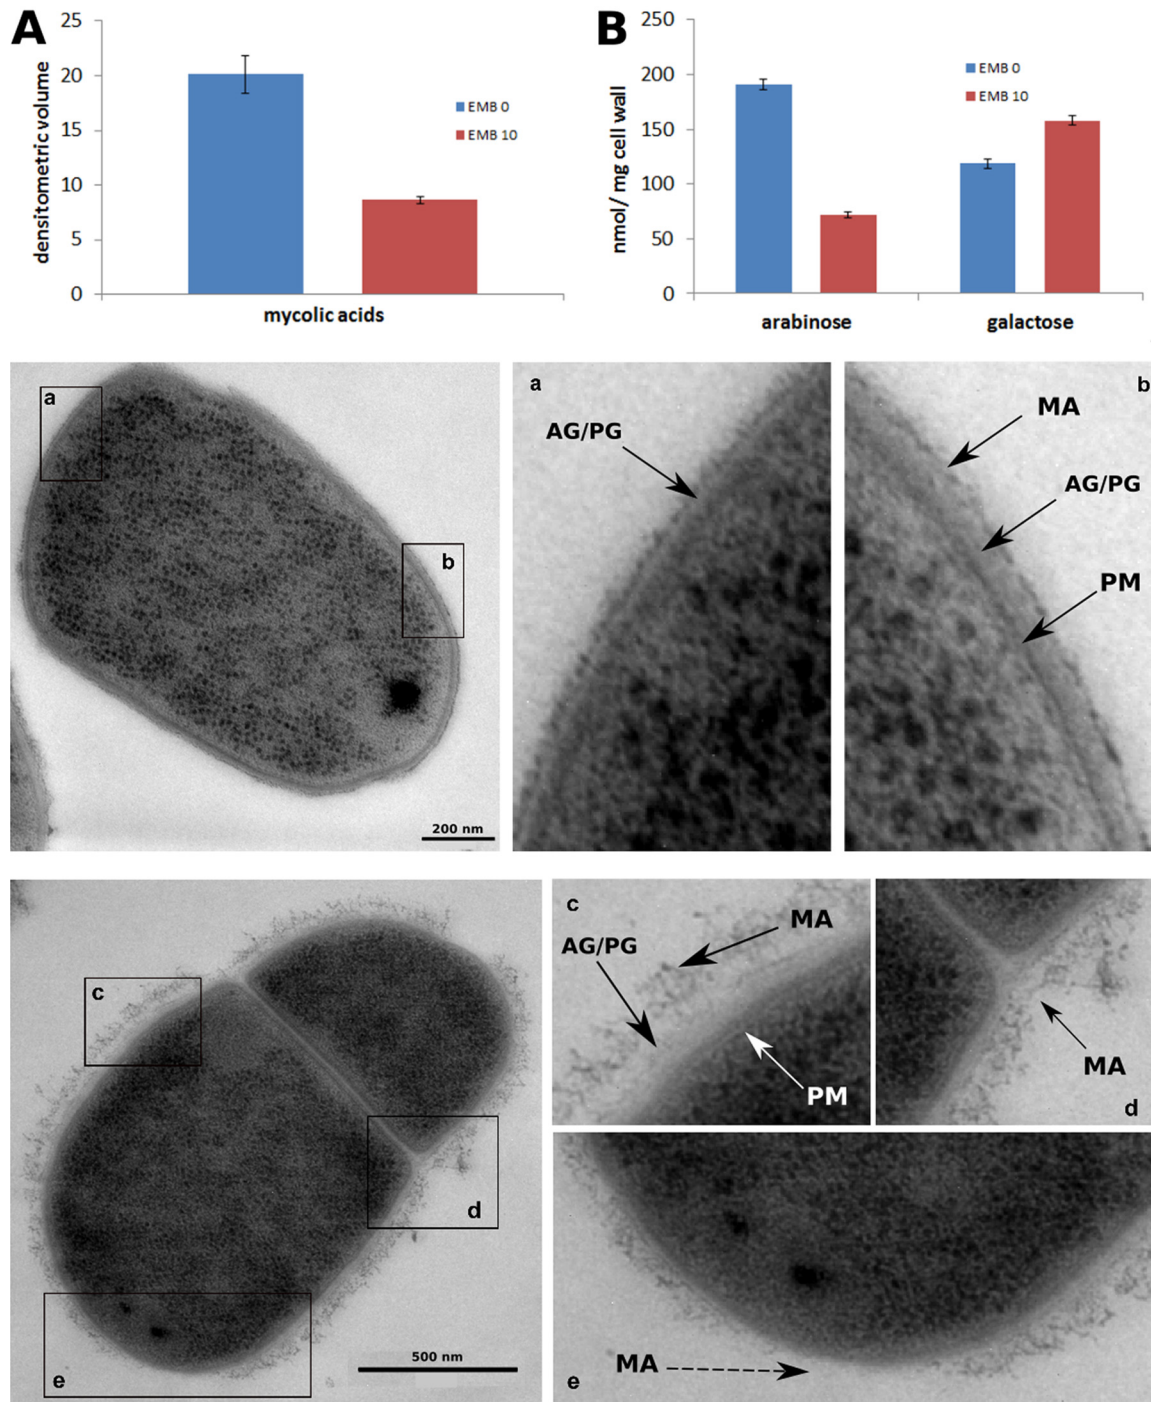 A
densitometric volume
25
20
15
10
5
0
EMB 0
EMB 10
mycolic acids
B
nmol/ mg cell wall
250
200
150
100
50
0
EMB 0
EMB 10
arabinose
galactose
a
b
200 nm
a
AG/PG
b
MA
AG/PG
PM
c
d
e
500 nm
c
MA
AG/PG
PM
MA
d
MA
e